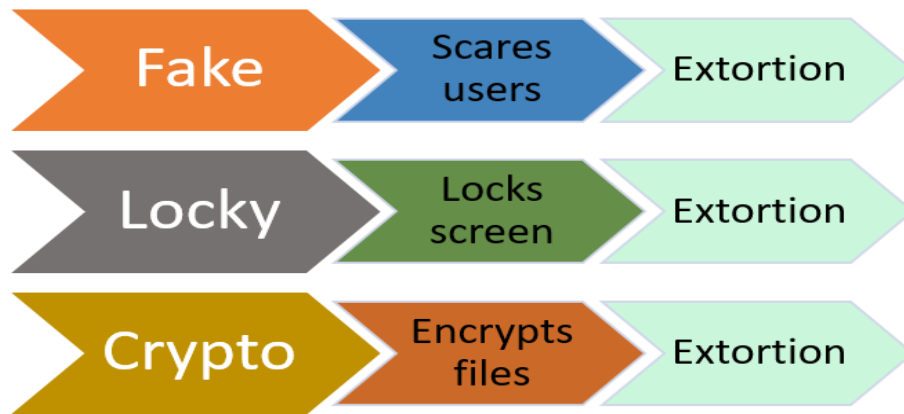 Fake
Scares
users
Extortion
Locky
Locks
screen
Extortion
Crypto
Encrypts
files
Extortion